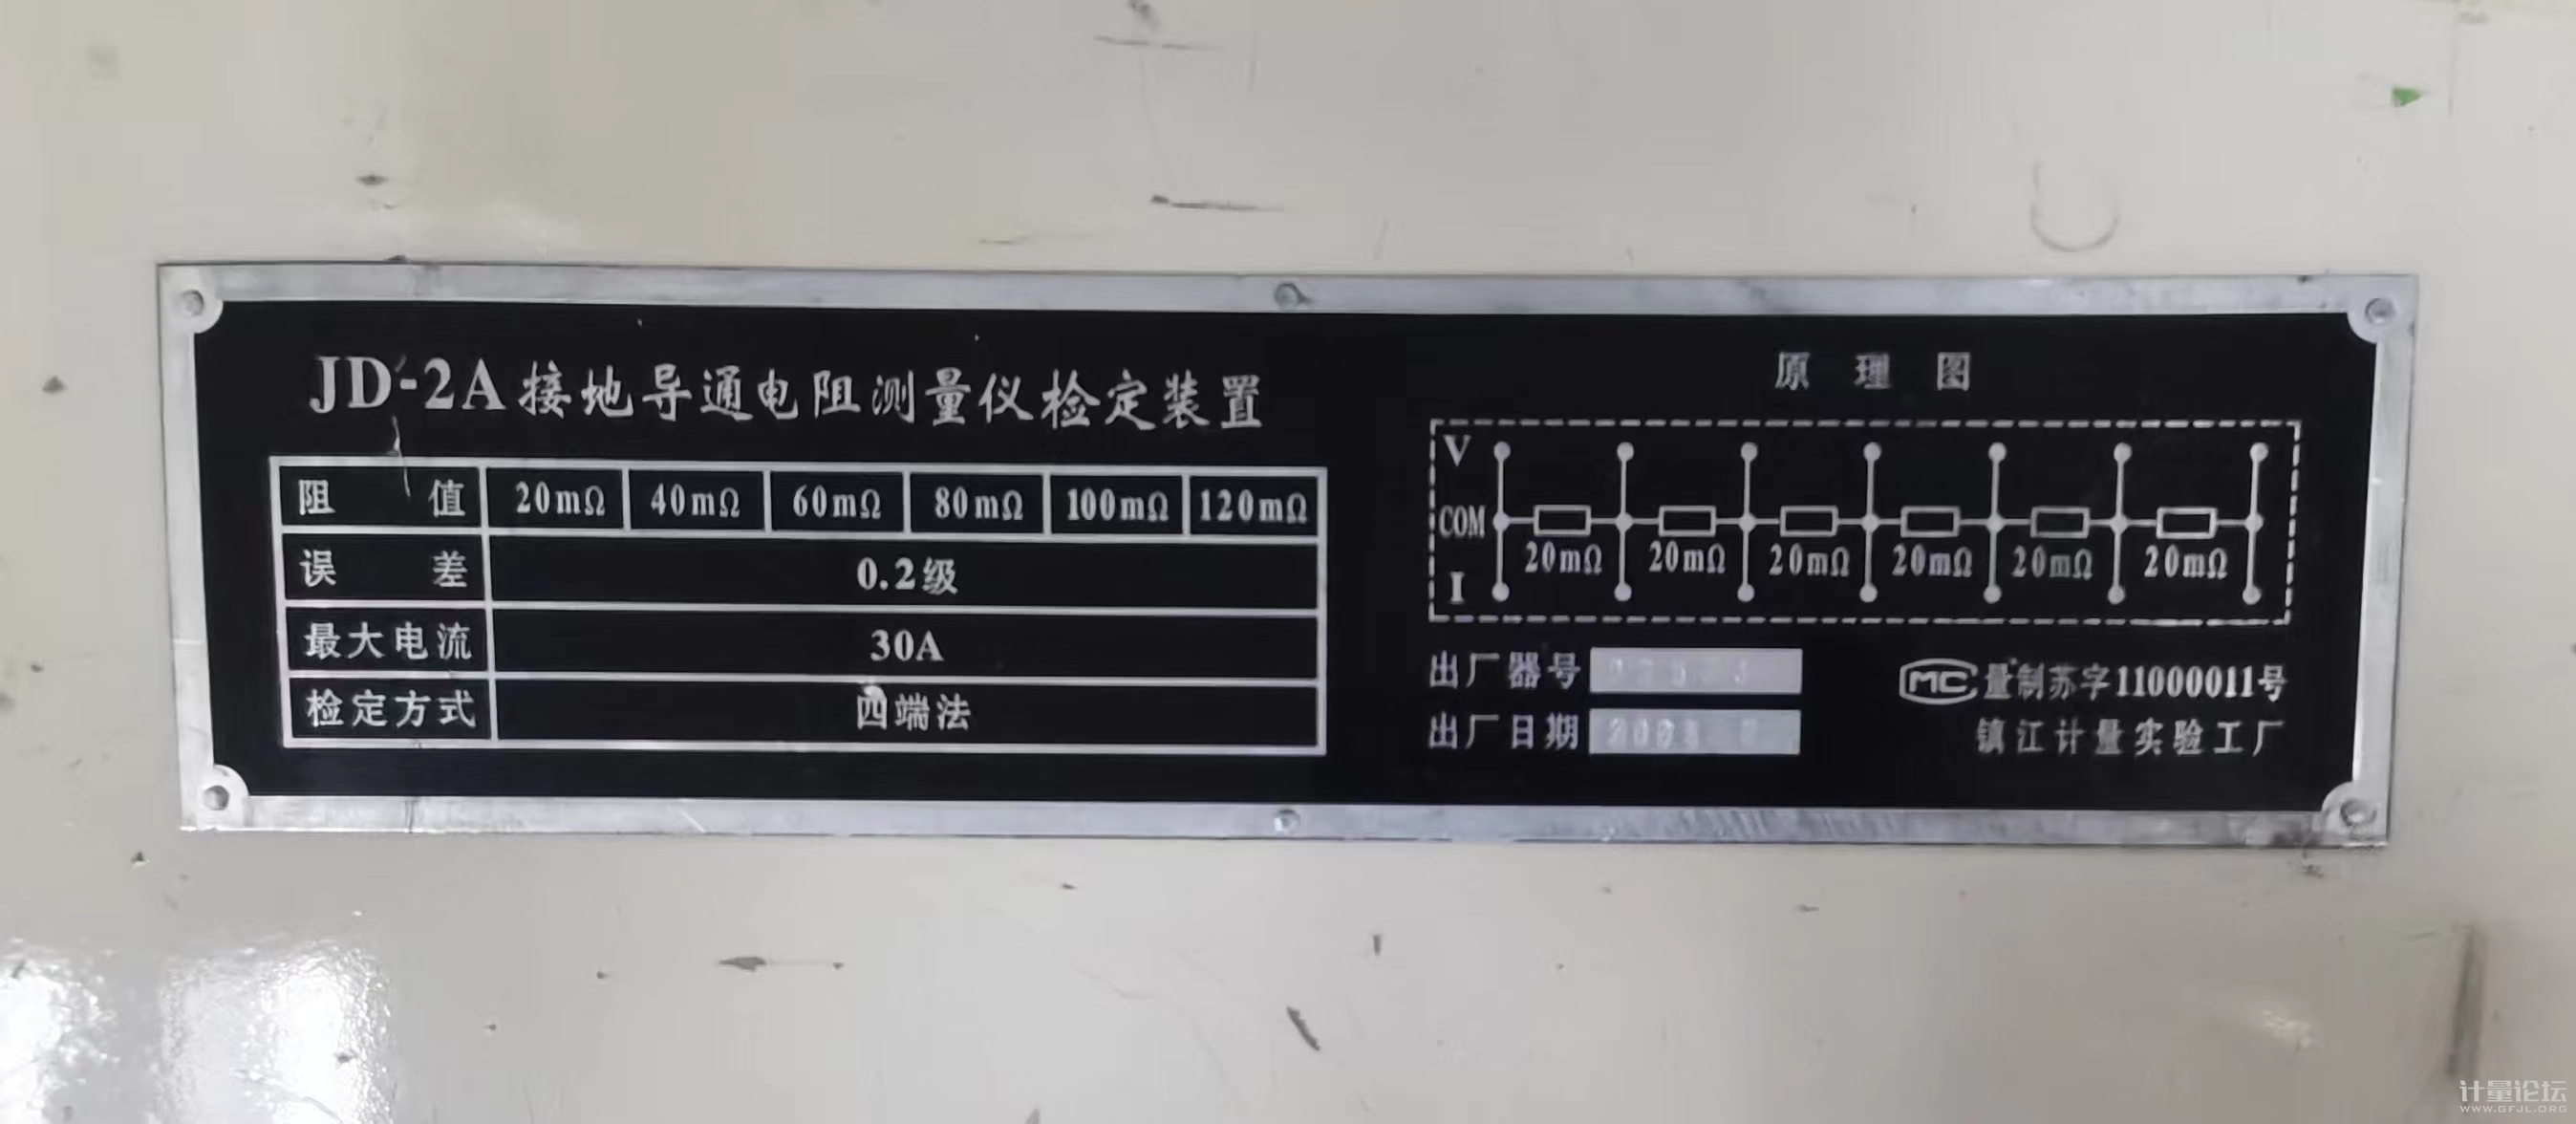 JD-2A接地导通电阻测量仪检定装置
阻值 20mΩ 40mΩ 60mΩ 80mΩ 100mΩ 120mΩ
误差 0.2级
最大电流 30A
检定方式 四端法
原理图
V
COM
20mΩ 20mΩ 20mΩ 20mΩ 20mΩ 20mΩ
I
出厂器号
出厂日期
MC 量制苏字11000011号
镇江计量实验工厂
计量论坛
WWW.GFJL.ORG